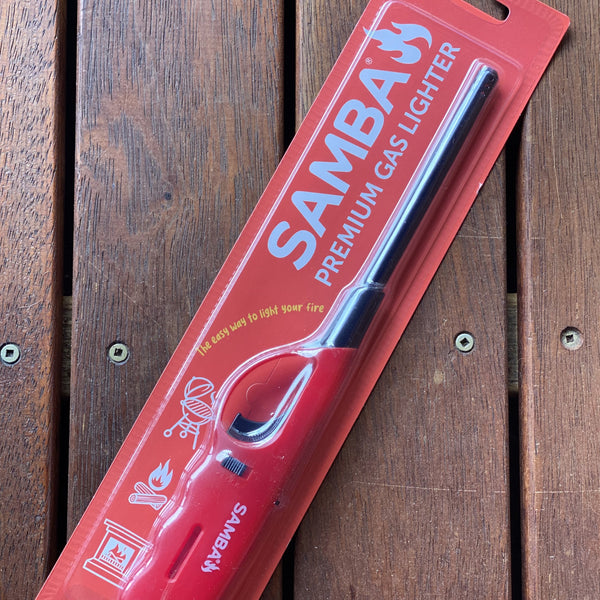 SAMBA®
PREMIUM GAS LIGHTER
The easy way to light your fire
SAMBA